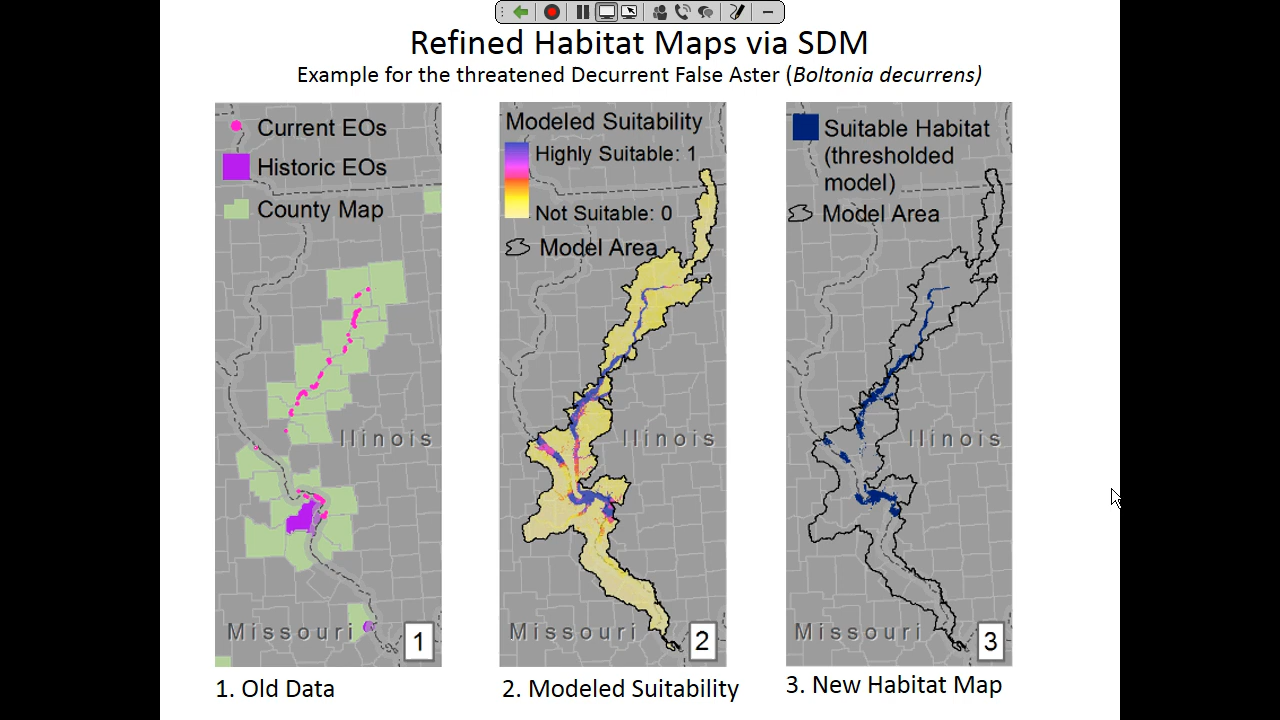 Refined Habitat Maps via SDM
Example for the threatened Decurrent False Aster (Boltonia decurrens)
Current EOs
Historic EOs
County Map
Illinois
Missouri
1
1. Old Data
Modeled Suitability
Highly Suitable: 1
Not Suitable: 0
Model Area
Illinois
Missouri
2
2. Modeled Suitability
Suitable Habitat
(thresholded
model)
Model Area
Illinois
Missouri
3
3. New Habitat Map